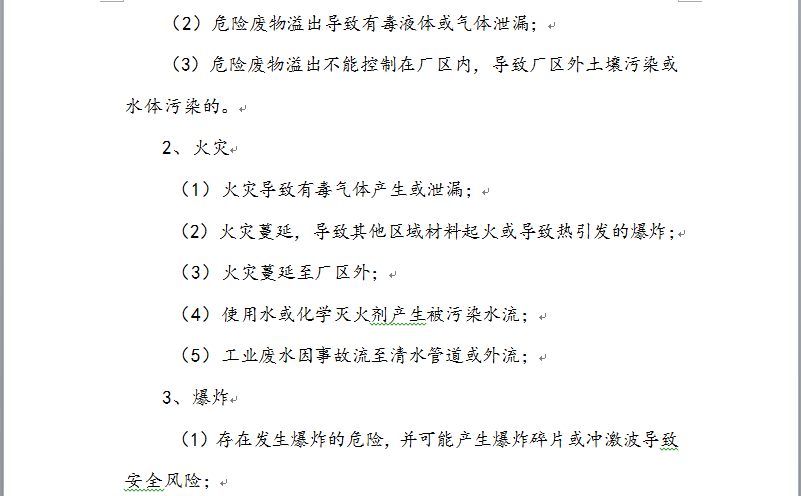 （2）危险废物溢出导致有毒液体或气体泄漏；
（3）危险废物溢出不能控制在厂区内，导致厂区外土壤污染或
水体污染的。
2、火灾
（1）火灾导致有毒气体产生或泄漏；
（2）火灾蔓延，导致其他区域材料起火或导致热引发的爆炸；
（3）火灾蔓延至厂区外；
（4）使用水或化学灭火剂产生被污染水流；
（5）工业废水因事故流至清水管道或外流；
3、爆炸
（1）存在发生爆炸的危险，并可能产生爆炸碎片或冲激波导致
安全风险；